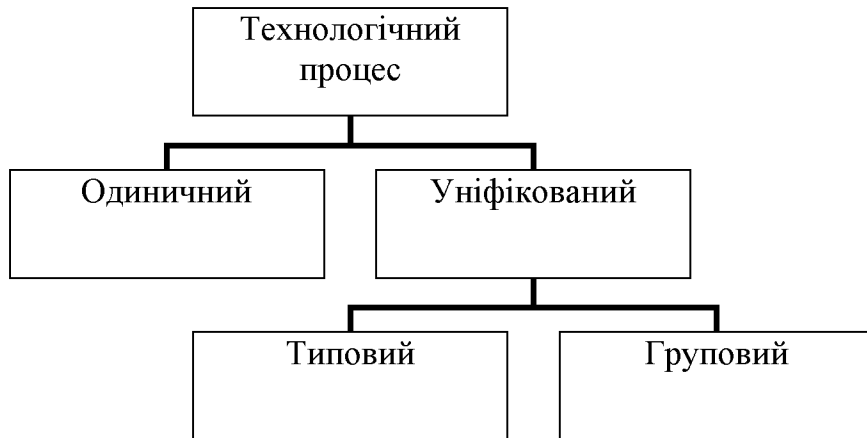 Технологічний
процес
Одиничний
Уніфікований
Типовий
Груповий